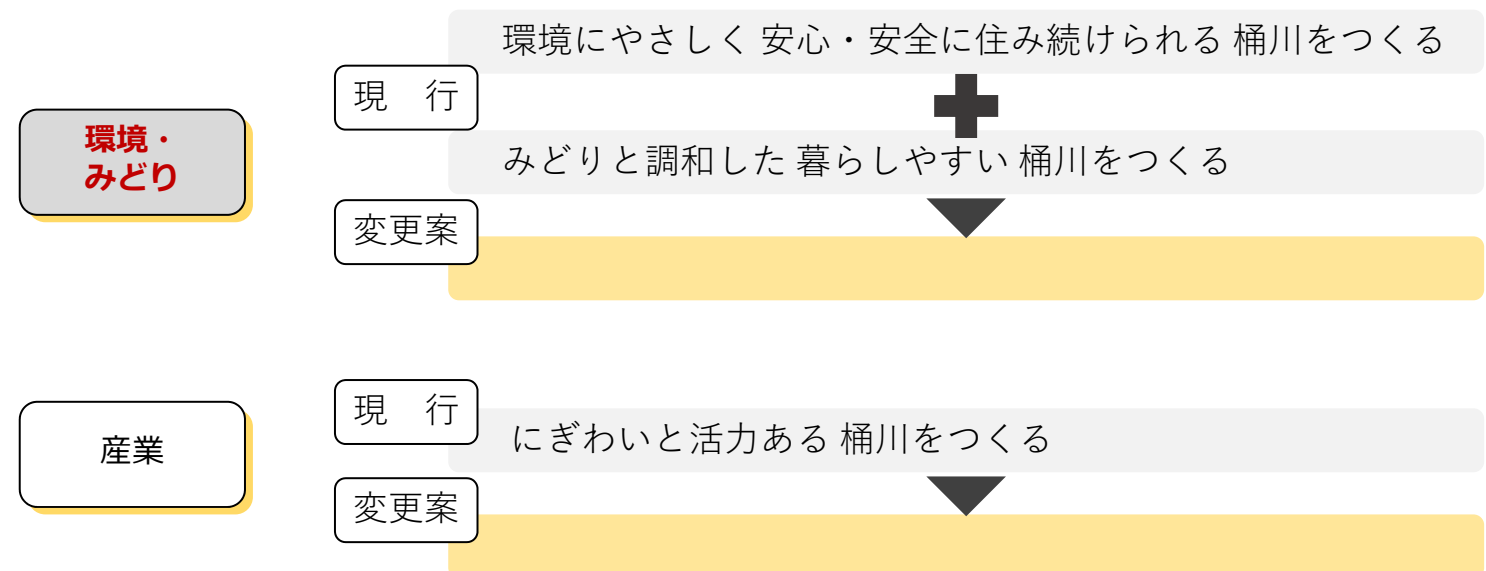 環境にやさしく 安心・安全に住み続けられる 桶川をつくる
現　行
環境・
みどり
みどりと調和した 暮らしやすい 桶川をつくる
変更案
現　行
にぎわいと活力ある 桶川をつくる
産業
変更案